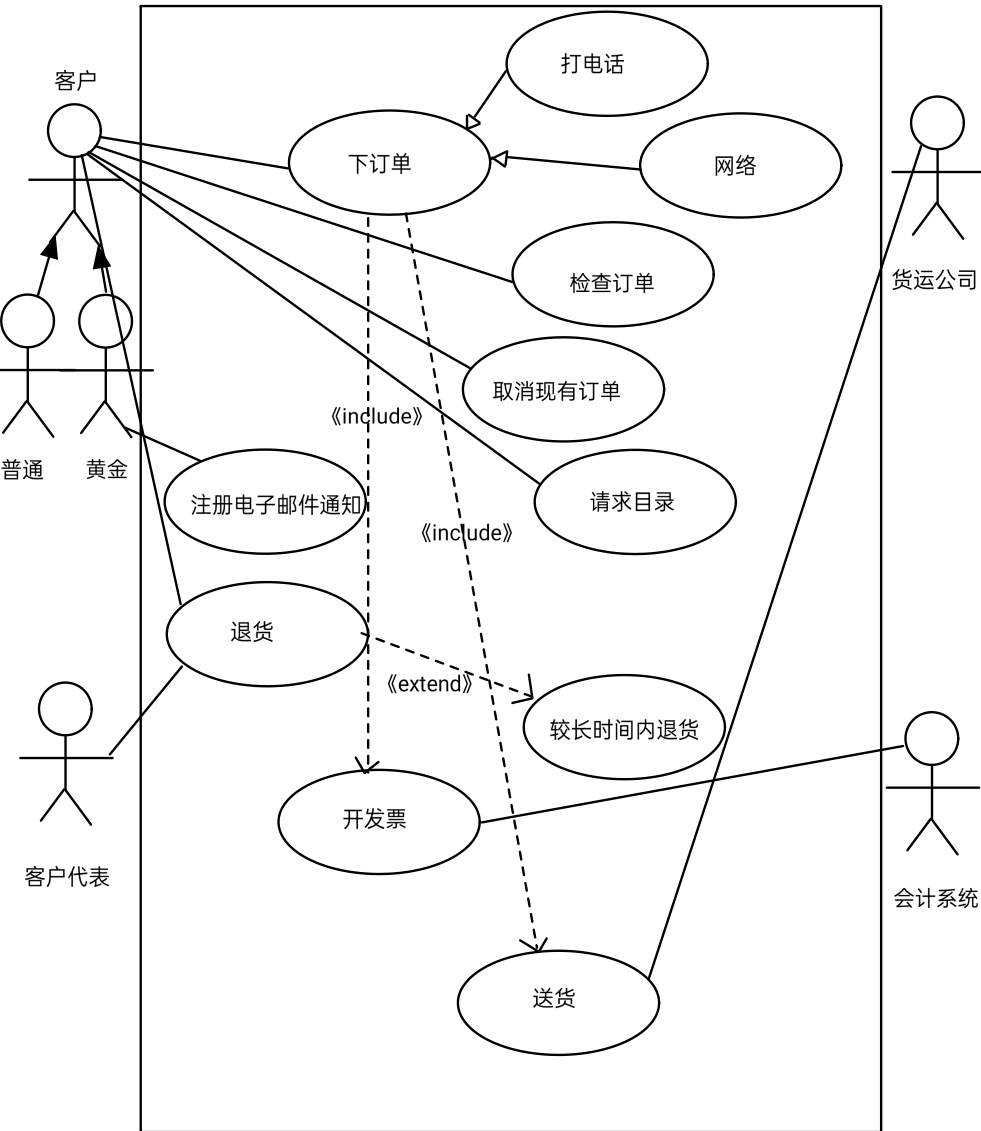 打电话
客户
下订单
网络
货运公司
检查订单
取消现有订单
《include》
普通
黄金
注册电子邮件通知
请求目录
《include》
退货
《extend》
较长时间内退货
开发票
客户代表
会计系统
送货